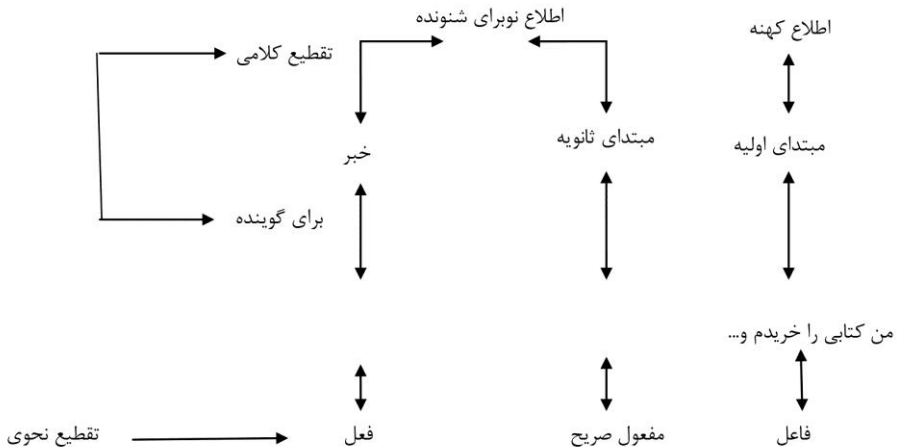 اطلاع کهنه
اطلاع نوبرای شنونده
تقطیع کلامی
مبتدای اولیه
مبتدای ثانویه
خبر
برای گوینده
من کتابی را خریدم و...
فاعل
مفعول صریح
فعل
تقطیع نحوی